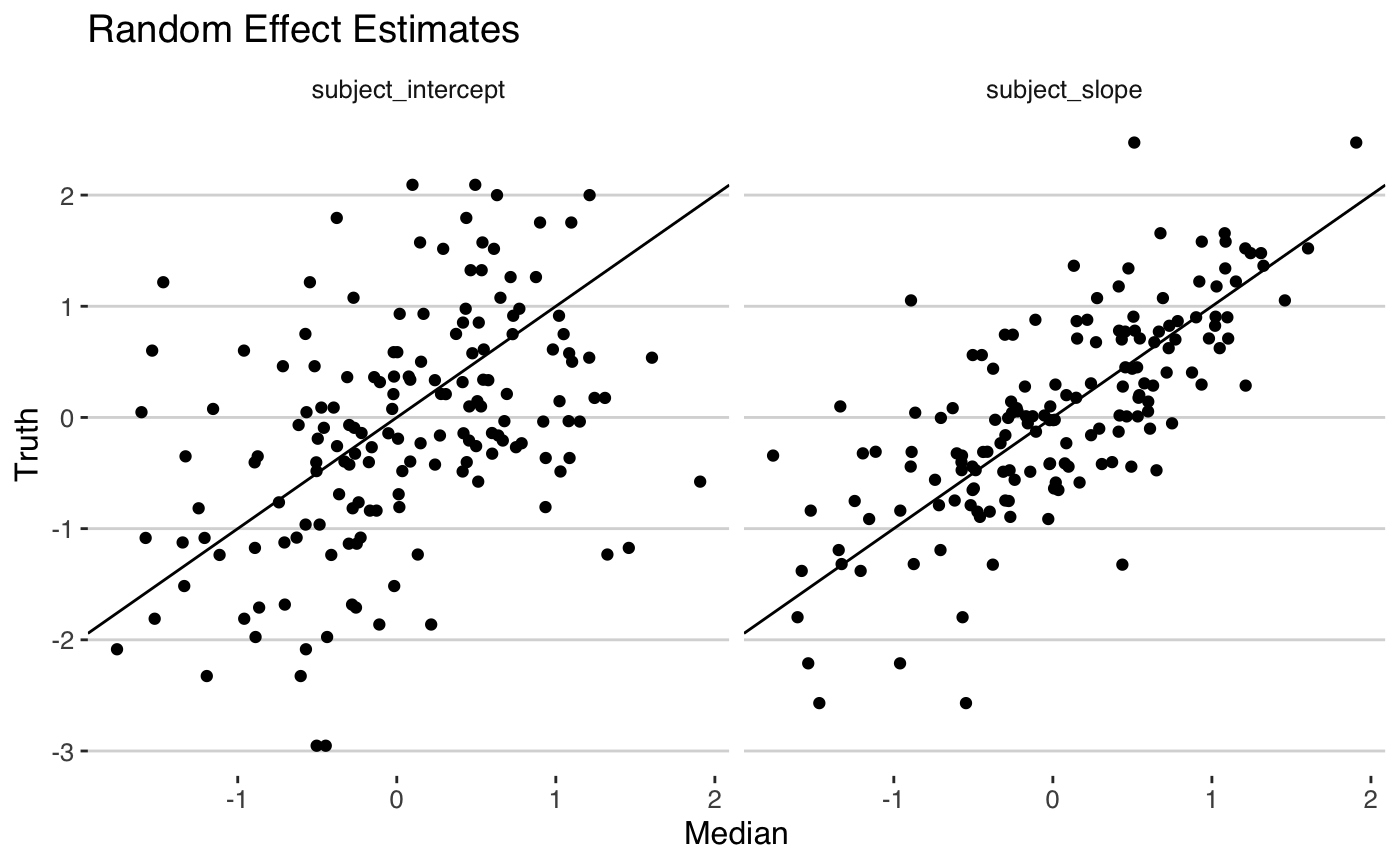 Random Effect Estimates
subject_intercept subject_slope
2
1
0
-1
-2
-3
Truth
-1 0 1 2 -1 0 1 2
Median